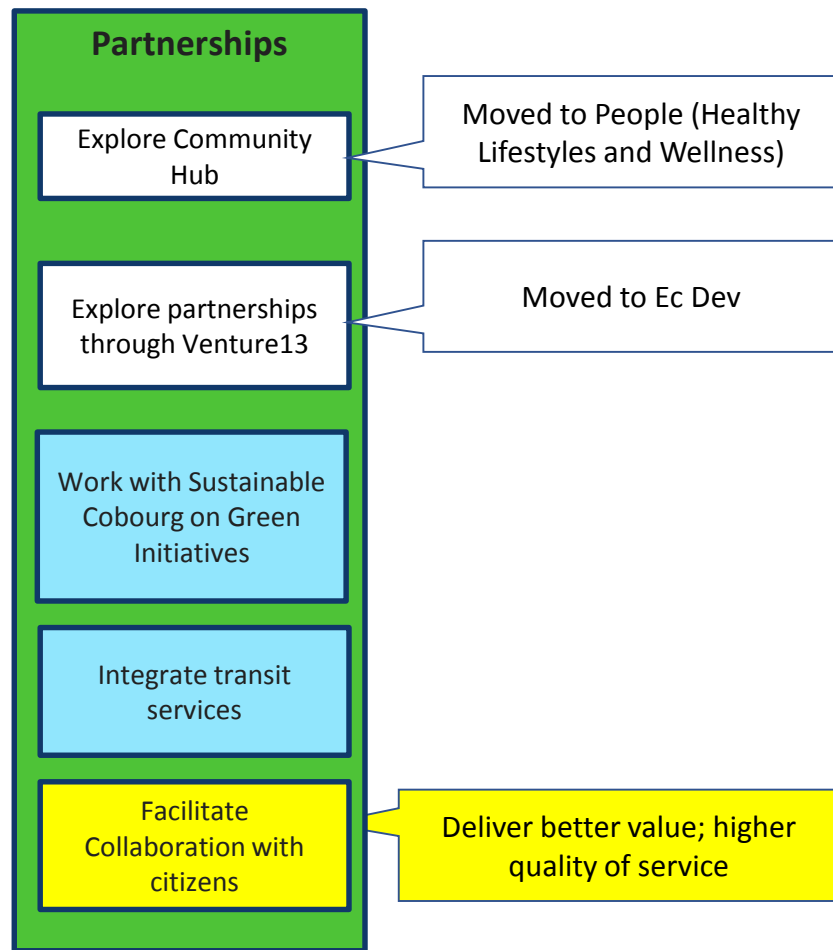 Partnerships
Explore Community
Hub
Moved to People (Healthy
Lifestyles and Wellness)
Explore partnerships
through Venture13
Moved to Ec Dev
Work with Sustainable
Cobourg on Green
Initiatives
Integrate transit
services
Facilitate
Collaboration with
citizens
Deliver better value; higher
quality of service